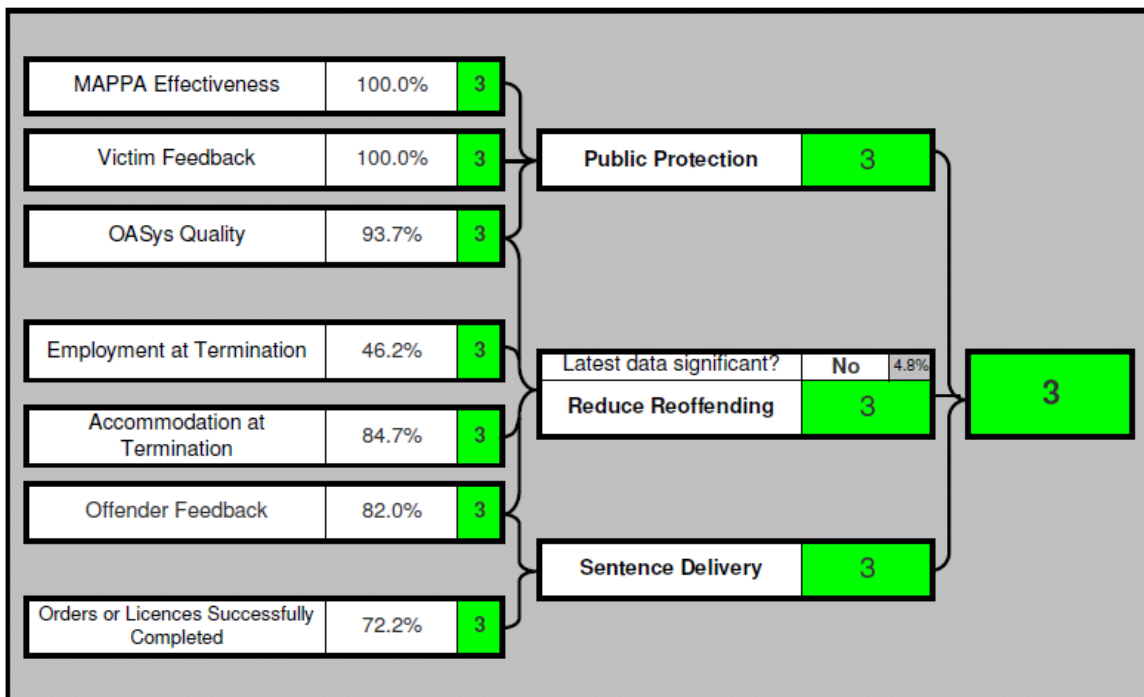 MAPPA Effectiveness 100.0% 3
Victim Feedback 100.0% 3
Public Protection 3
OASys Quality 93.7% 3
Employment at Termination 46.2% 3
Latest data significant? No 4.8%
Reduce Reoffending 3
3
Accommodation at
Termination 84.7% 3
Offender Feedback 82.0% 3
Sentence Delivery 3
Orders or Licences Successfully
Completed 72.2% 3